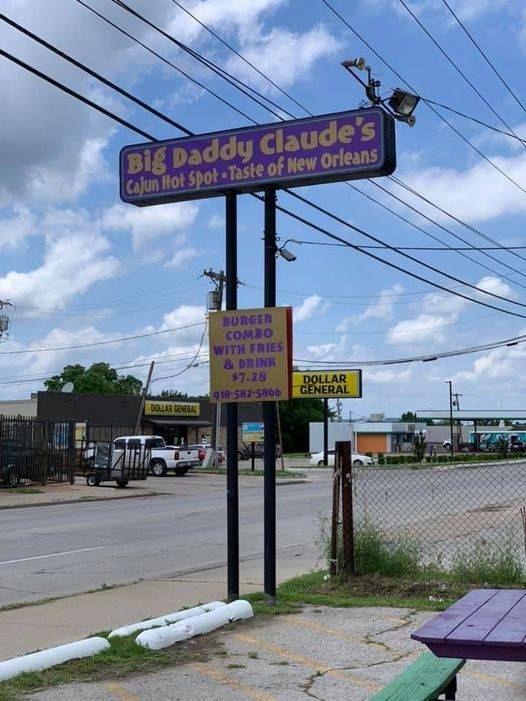 Big Daddy Claude's
Cajun Hot Spot • Taste of New Orleans
BURGER
COMBO
WITH FRIES
& DRINK
$7.28
918-582-5866
DOLLAR
GENERAL
DOLLAR GENERAL